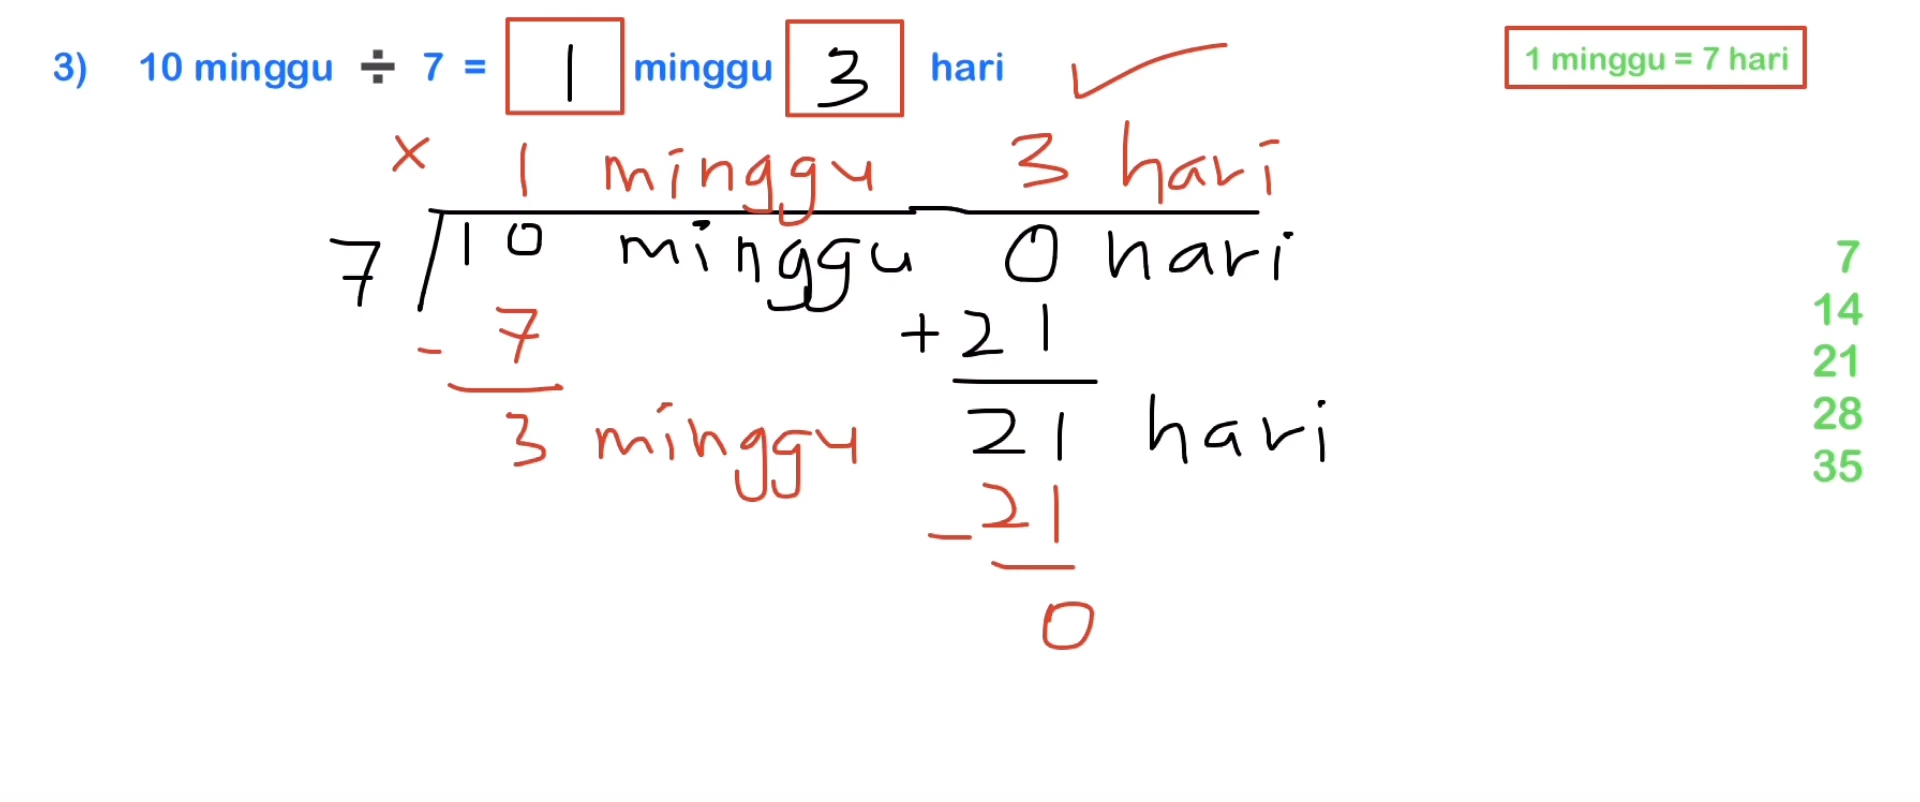 3) 10 minggu ÷ 7 = 1 minggu 3 hari
1 minggu = 7 hari
× 1 minggu 3 hari
7 10 minggu 0 hari
- 7 + 21
3 minggu 21 hari
- 21
0
7
14
21
28
35